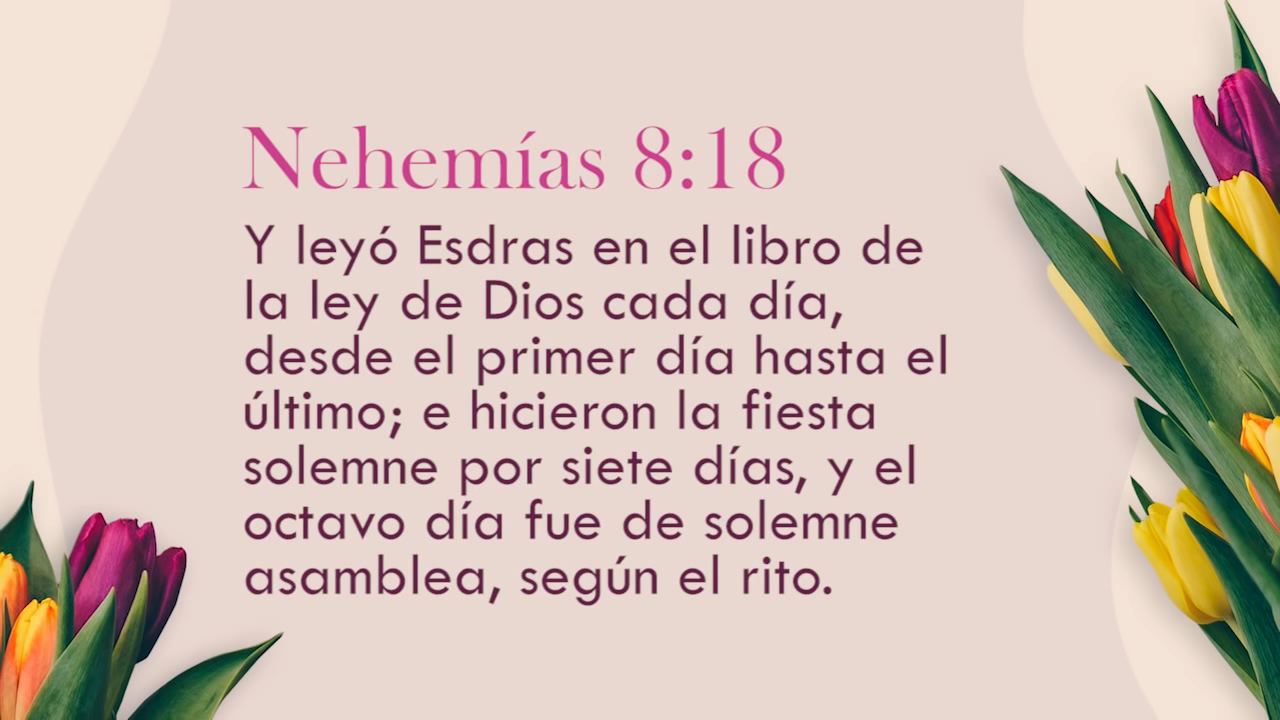 Nehemías 8:18
Y leyó Esdras en el libro de
la ley de Dios cada día,
desde el primer día hasta el
último; e hicieron la fiesta
solemne por siete días, y el
octavo día fue de solemne
asamblea, según el rito.